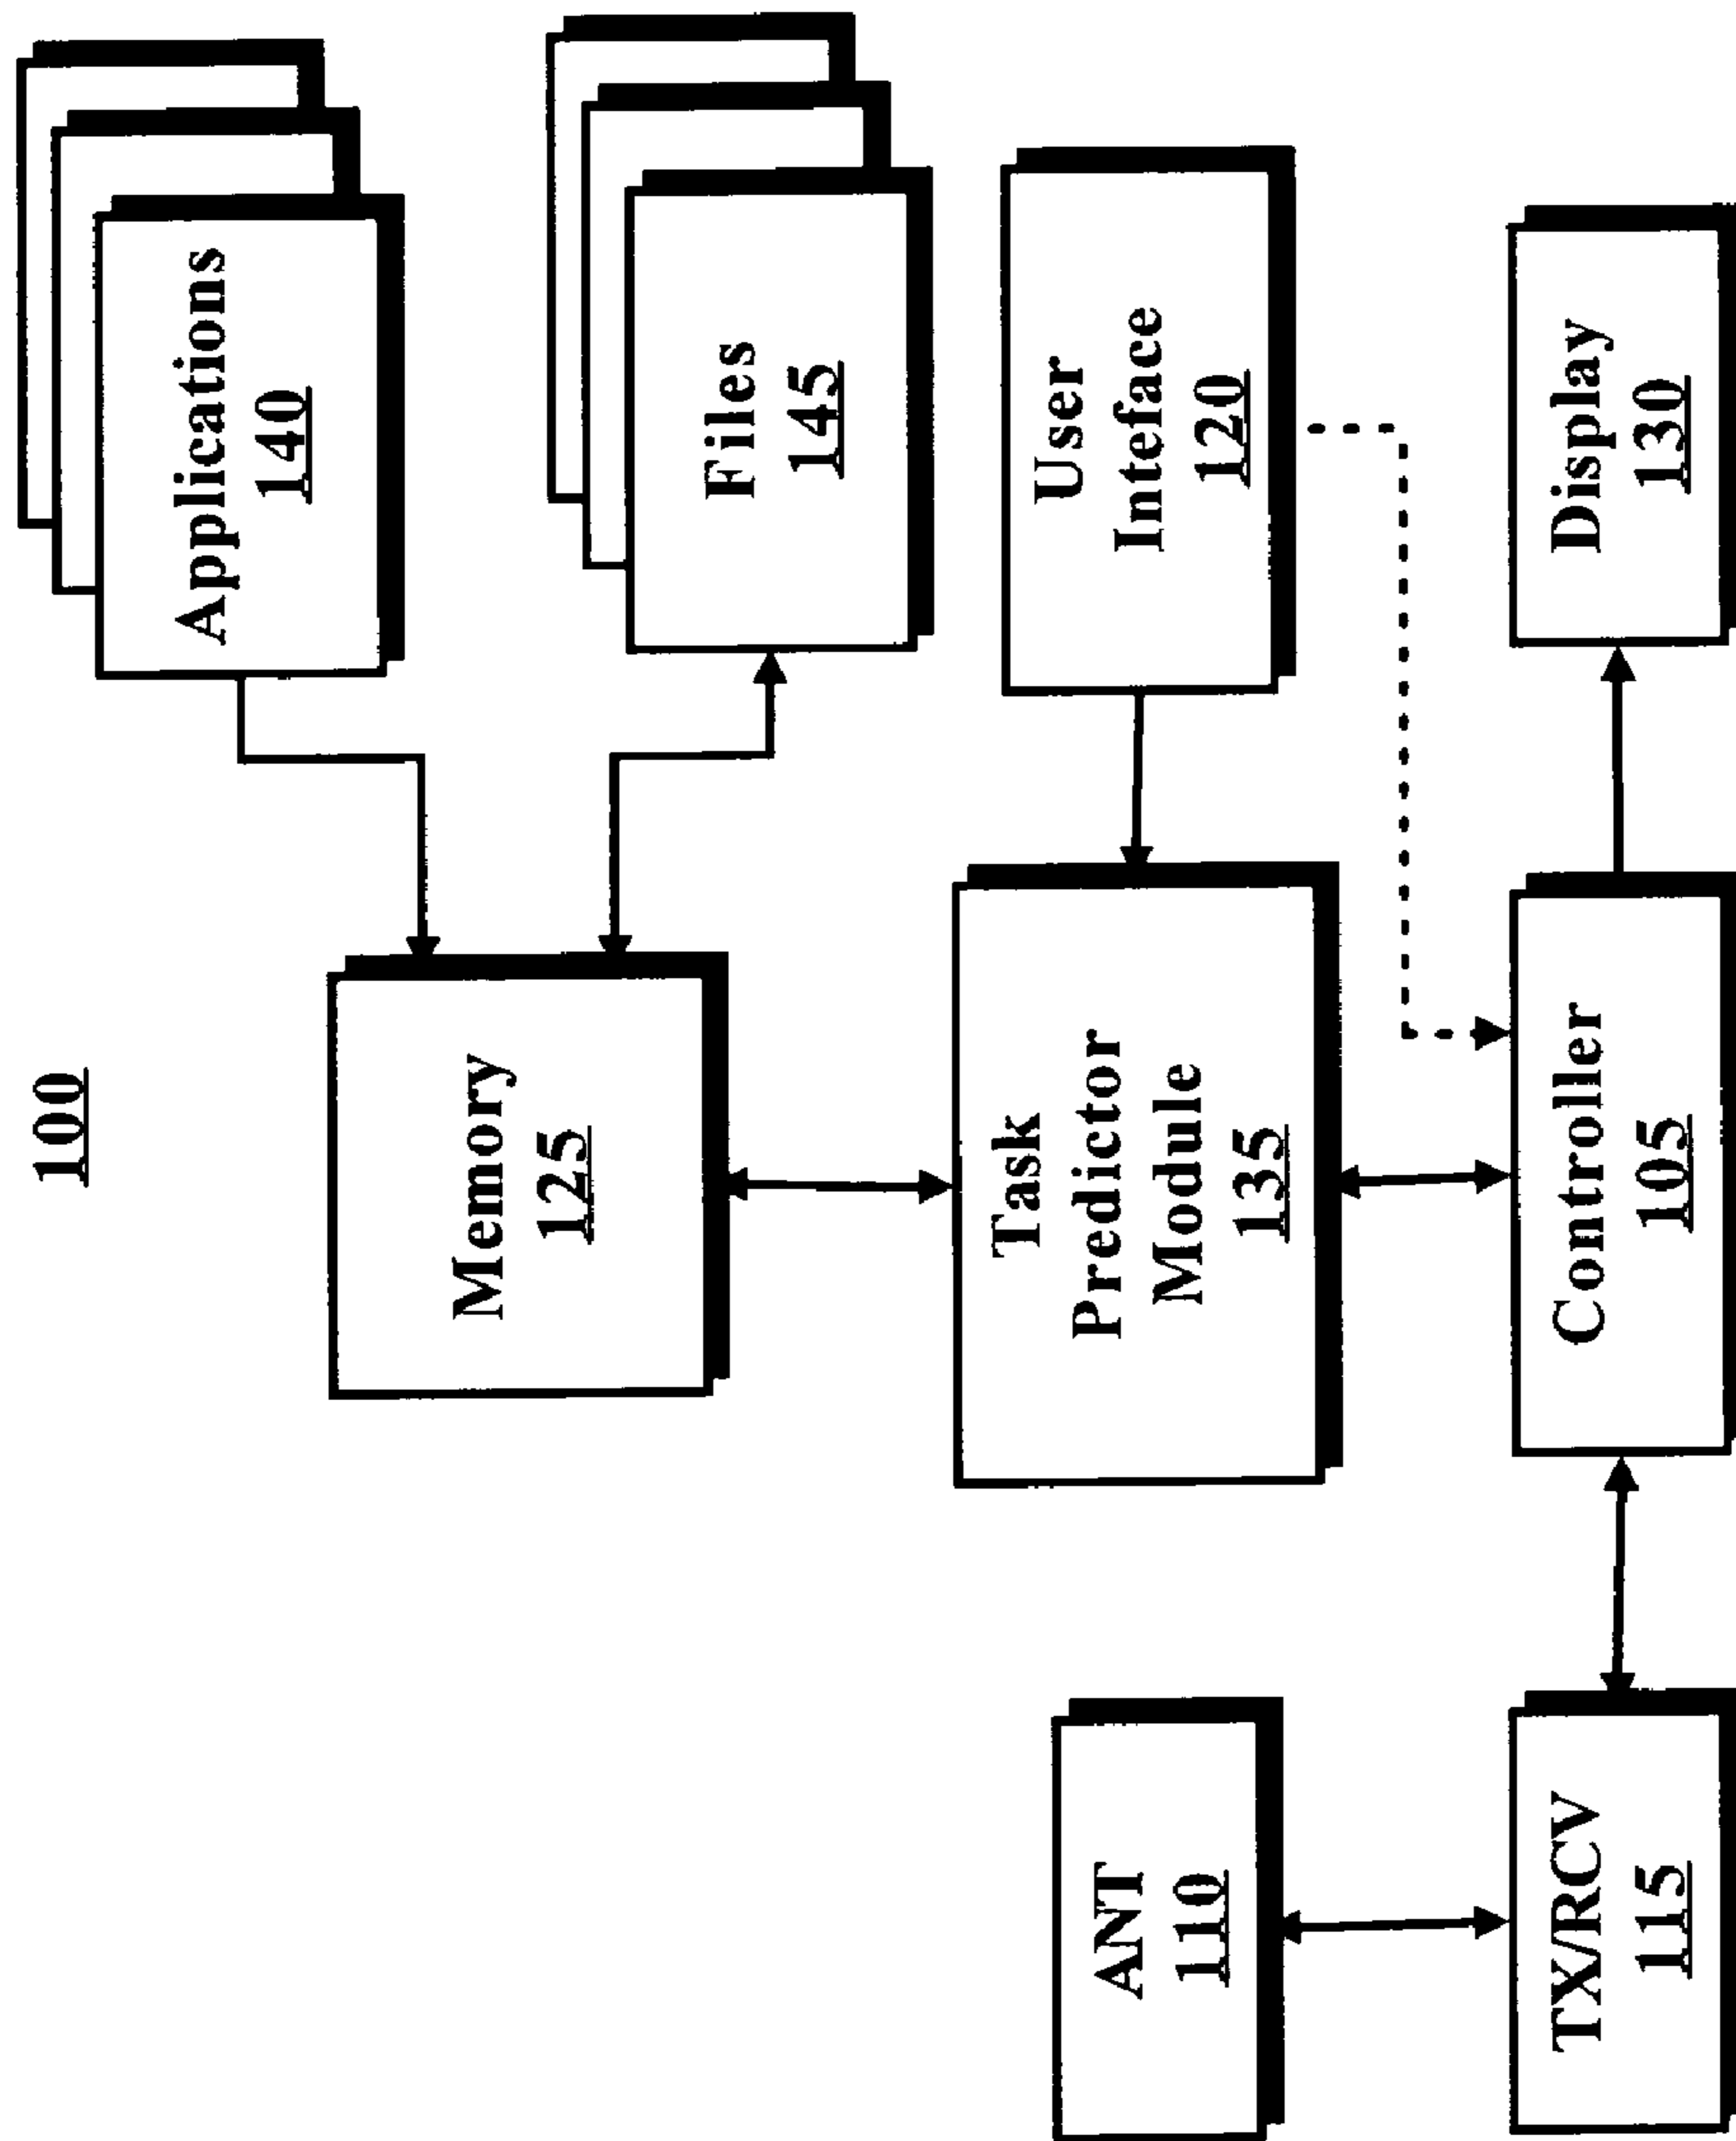 100
Applications
140
Memory
125
Files
145
ANT
110
Task
Predictor
Module
135
User
Inteface
120
TX/RCV
115
Controller
105
Display
130